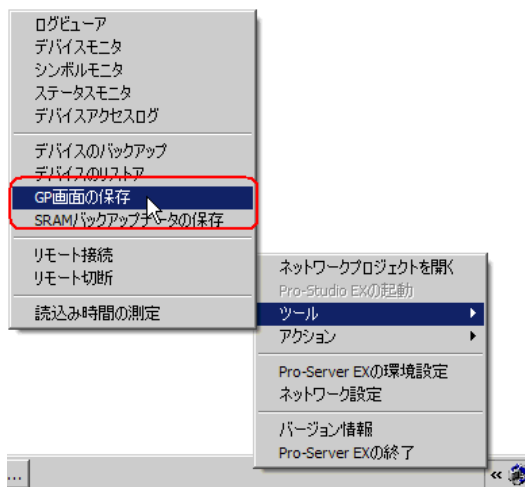 ログビューア
デバイスモニタ
シンボルモニタ
ステータスモニタ
デバイスアクセスログ
デバイスのバックアップ
デバイスのリストア
GP画面の保存
SRAMバックアップデータの保存
リモート接続
リモート切断
読込み時間の測定
ネットワークプロジェクトを開く
Pro-Studio EXの起動
ツール
アクション
Pro-Server EXの環境設定
ネットワーク設定
バージョン情報
Pro-Server EXの終了
...
«